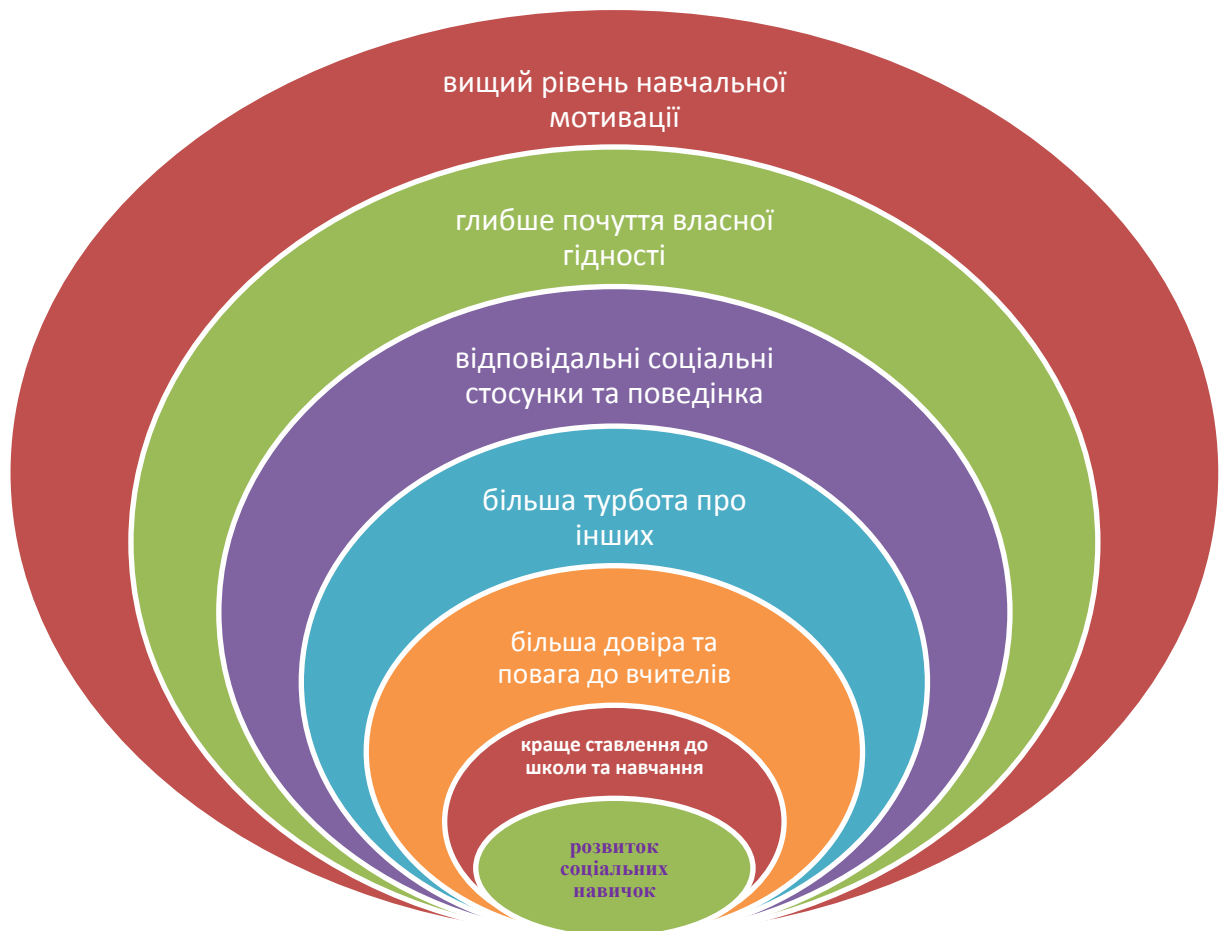 вищий рівень навчальної
мотивації
глибше почуття власної
гідності
відповідальні соціальні
стосунки та поведінка
більша турбота про
інших
більша довіра та
повага до вчителів
краще ставлення до
школи та навчання
розвиток
соціальних
навичок